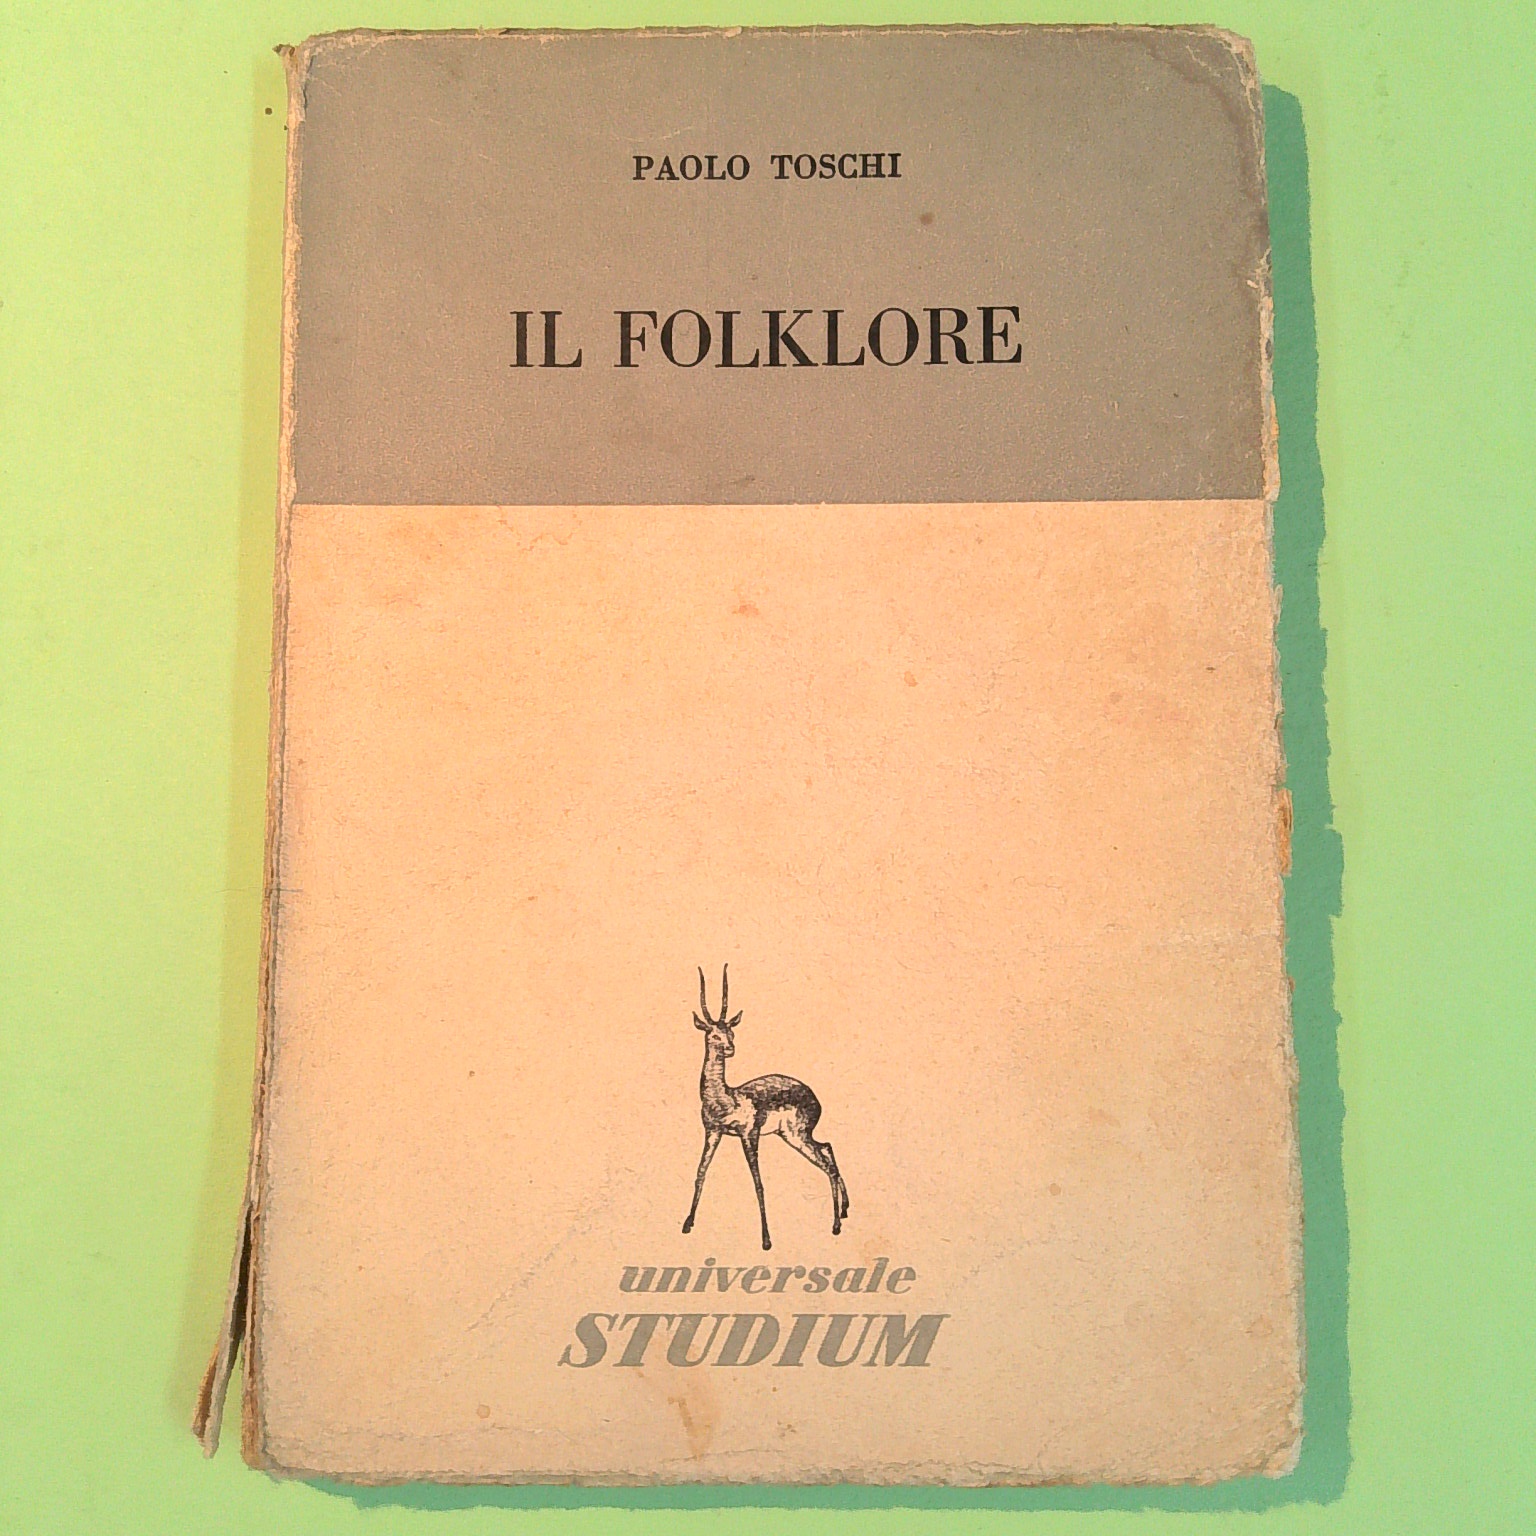 PAOLO TOSCHI
IL FOLKLORE
universale
STUDIUM